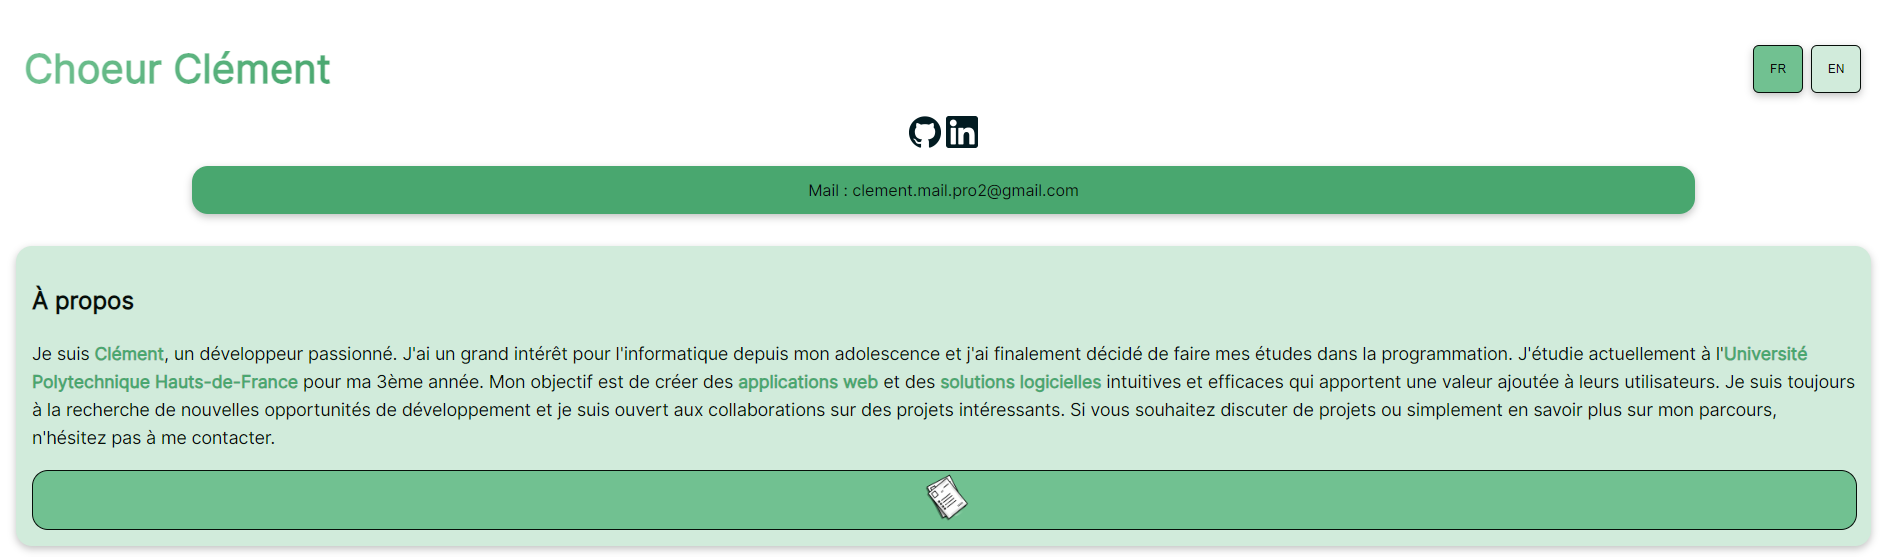 Choeur Clément
FR
EN
Mail : clement.mail.pro2@gmail.com
À propos
Je suis Clément, un développeur passionné. J'ai un grand intérêt pour l'informatique depuis mon adolescence et j'ai finalement décidé de faire mes études dans la programmation. J'étudie actuellement à l'Université
Polytechnique Hauts-de-France pour ma 3ème année. Mon objectif est de créer des applications web et des solutions logicielles intuitives et efficaces qui apportent une valeur ajoutée à leurs utilisateurs. Je suis toujours
à la recherche de nouvelles opportunités de développement et je suis ouvert aux collaborations sur des projets intéressants. Si vous souhaitez discuter de projets ou simplement en savoir plus sur mon parcours,
n'hésitez pas à me contacter.